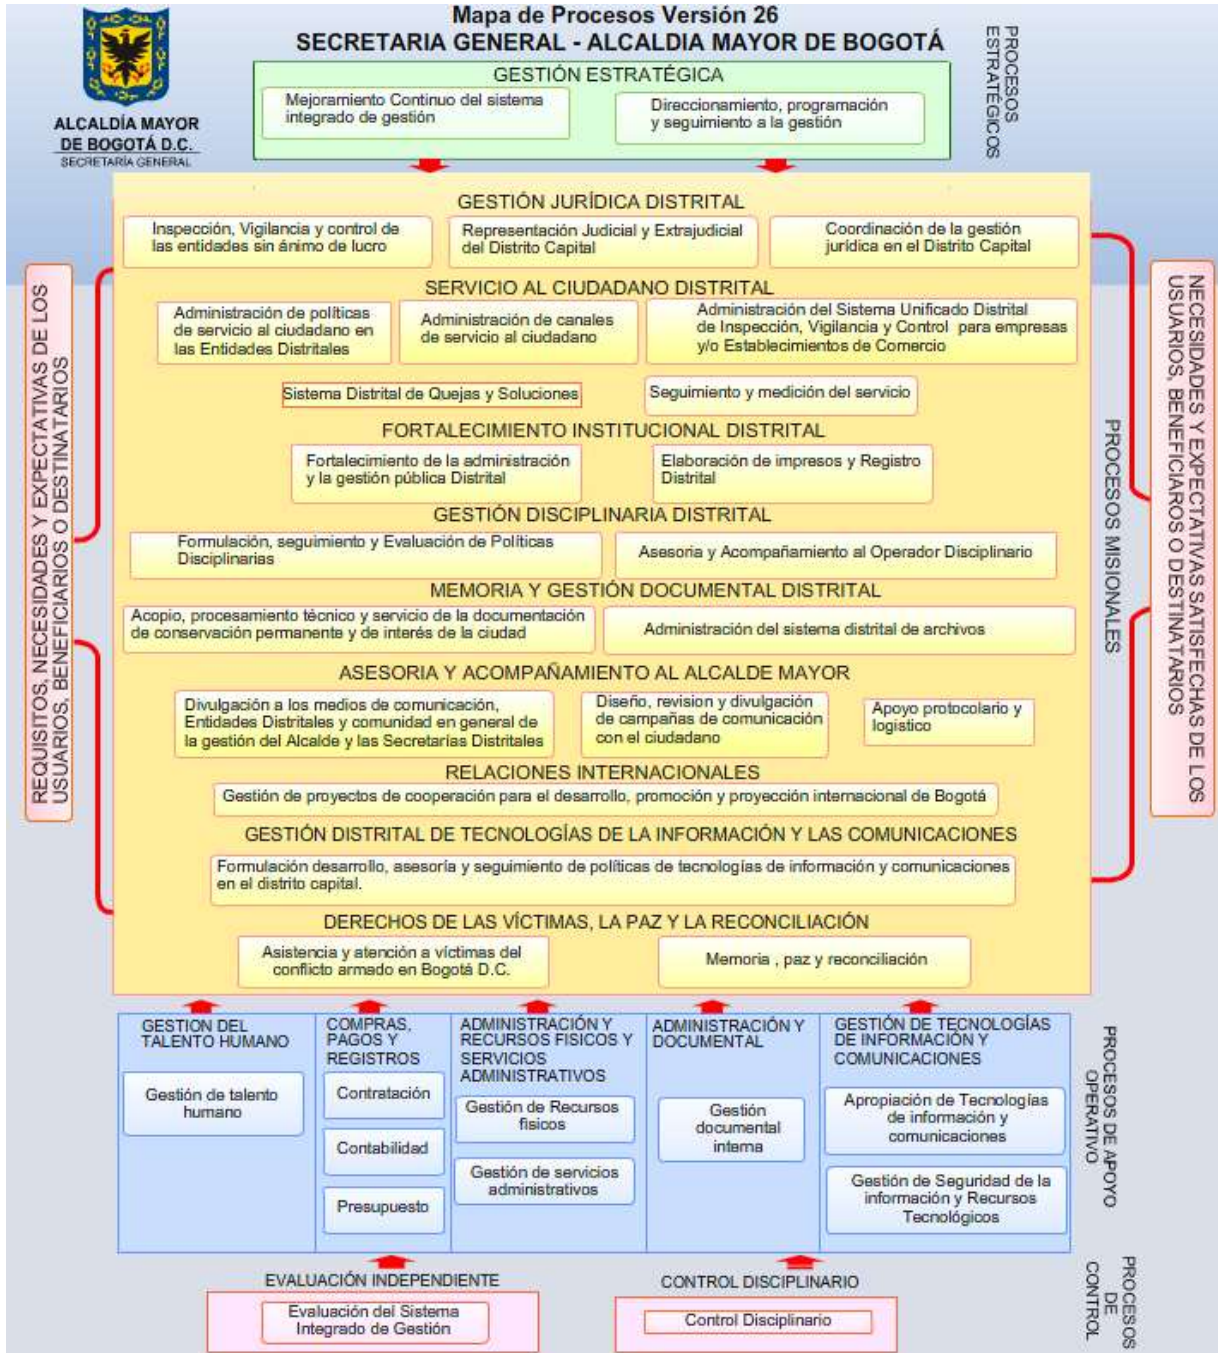 Mapa de Procesos Versión 26
SECRETARIA GENERAL - ALCALDIA MAYOR DE BOGOTÁ
ALCALDÍA MAYOR
DE BOGOTÁ D.C.
SECRETARÍA GENERAL
PROCESOS
ESTRATÉGICOS
GESTIÓN ESTRATÉGICA
Mejoramiento Continuo del sistema
integrado de gestión
Direccionamiento, programación
y seguimiento a la gestión
REQUISITOS, NECESIDADES Y EXPECTATIVAS DE LOS
USUARIOS, BENEFICIARIOS O DESTINATARIOS
GESTIÓN JURÍDICA DISTRITAL
Inspección, Vigilancia y control de
las entidades sin ánimo de lucro
Representación Judicial y Extrajudicial
del Distrito Capital
Coordinación de la gestión
jurídica en el Distrito Capital
SERVICIO AL CIUDADANO DISTRITAL
Administración de políticas
de servicio al ciudadano en
las Entidades Distritales
Administración de canales
de servicio al ciudadano
Administración del Sistema Unificado Distrital
de Inspección, Vigilancia y Control para empresas
y/o Establecimientos de Comercio
Sistema Distrital de Quejas y Soluciones
Seguimiento y medición del servicio
FORTALECIMIENTO INSTITUCIONAL DISTRITAL
Fortalecimiento de la administración
y la gestión pública Distrital
Elaboración de impresos y Registro
Distrital
GESTIÓN DISCIPLINARIA DISTRITAL
Formulación, seguimiento y Evaluación de Políticas
Disciplinarias
Asesoria y Acompañamiento al Operador Disciplinario
MEMORIA Y GESTIÓN DOCUMENTAL DISTRITAL
Acopio, procesamiento técnico y servicio de la documentación
de conservación permanente y de interés de la ciudad
Administración del sistema distrital de archivos
ASESORIA Y ACOMPAÑAMIENTO AL ALCALDE MAYOR
Divulgación a los medios de comunicación,
Entidades Distritales y comunidad en general de
la gestión del Alcalde y las Secretarías Distritales
Diseño, revision y divulgación
de campañas de comunicación
con el ciudadano
Apoyo protocolario y
logistico
RELACIONES INTERNACIONALES
Gestión de proyectos de cooperación para el desarrollo, promoción y proyección internacional de Bogotá
GESTIÓN DISTRITAL DE TECNOLOGÍAS DE LA INFORMACIÓN Y LAS COMUNICACIONES
Formulación desarrollo, asesoría y seguimiento de políticas de tecnologías de información y comunicaciones
en el distrito capital.
DERECHOS DE LAS VÍCTIMAS, LA PAZ Y LA RECONCILIACIÓN
Asistencia y atención a víctimas del
conflicto armado en Bogotá D.C.
Memoria , paz y reconciliación
PROCESOS MISIONALES
NECESIDADES Y EXPECTATIVAS SATISFECHAS DE LOS
USUARIOS, BENEFICIAROS O DESTINATARIOS
GESTION DEL
TALENTO HUMANO
Gestión de talento
humano
COMPRAS,
PAGOS Y
REGISTROS
Contratación
Contabilidad
Presupuesto
ADMINISTRACIÓN Y
RECURSOS FISICOS Y
SERVICIOS
ADMINISTRATIVOS
Gestión de Recursos
físicos
Gestión de servicios
administrativos
ADMINISTRACIÓN Y
DOCUMENTAL
Gestión
documental
interna
GESTIÓN DE TECNOLOGÍAS
DE INFORMACIÓN Y
COMUNICACIONES
Apropiación de Tecnologías
de información y
comunicaciones
Gestión de Seguridad de la
información y Recursos
Tecnológicos
PROCESOS DE APOYO
OPERATIVO
EVALUACIÓN INDEPENDIENTE
Evaluación del Sistema
Integrado de Gestión
CONTROL DISCIPLINARIO
Control Disciplinario
PROCESOS
DE
CONTROL